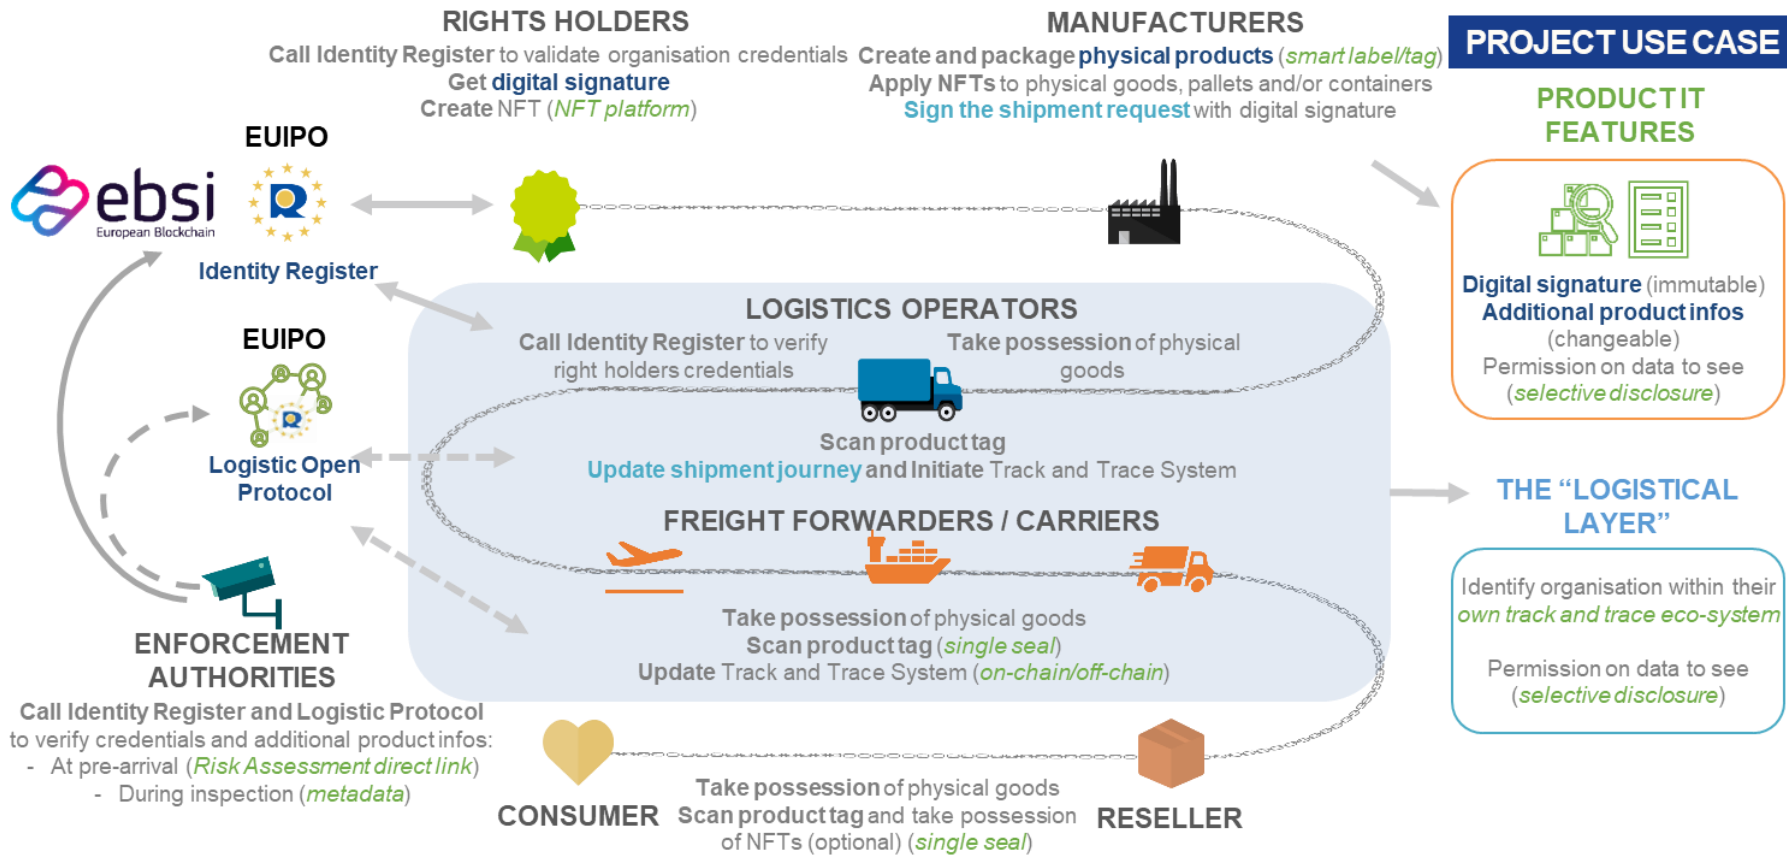 RIGHTS HOLDERS
Call Identity Register to validate organisation credentials
Get digital signature
Create NFT (NFT platform)
MANUFACTURERS
Create and package physical products (smart label/tag)
Apply NFTs to physical goods, pallets and/or containers
Sign the shipment request with digital signature
PROJECT USE CASE
PRODUCT IT
FEATURES
Digital signature (immutable)
Additional product infos
(changeable)
Permission on data to see
(selective disclosure)
EUIPO
ebsi
European Blockchain
Identity Register
EUIPO
Logistic Open
Protocol
LOGISTICS OPERATORS
Call Identity Register to verify
right holders credentials
Take possession of physical
goods
Scan product tag
Update shipment journey and Initiate Track and Trace System
FREIGHT FORWARDERS / CARRIERS
Take possession of physical goods
Scan product tag (single seal)
Update Track and Trace System (on-chain/off-chain)
THE “LOGISTICAL
LAYER”
Identify organisation within their
own track and trace eco-system
Permission on data to see
(selective disclosure)
ENFORCEMENT
AUTHORITIES
Call Identity Register and Logistic Protocol
to verify credentials and additional product infos:
- At pre-arrival (Risk Assessment direct link)
- During inspection (metadata)
CONSUMER
Take possession of physical goods
Scan product tag and take possession
of NFTs (optional) (single seal)
RESELLER